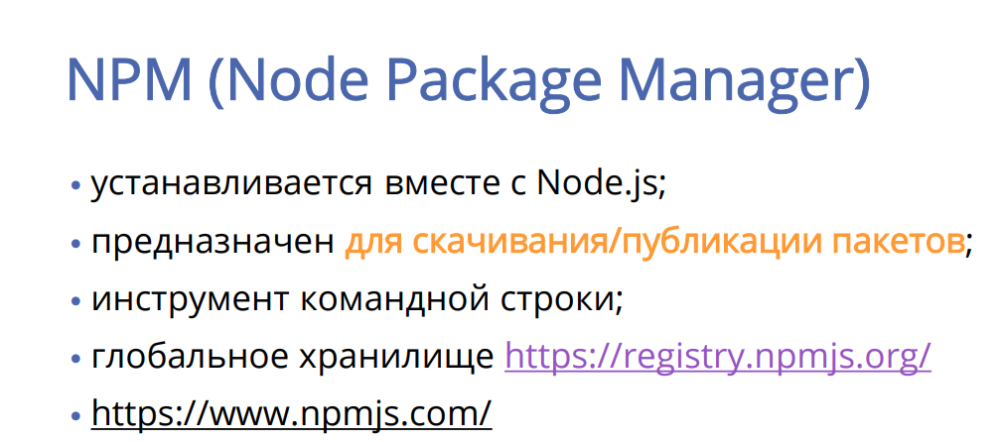 NPM (Node Package Manager)
• устанавливается вместе с Node.js;
• предназначен для скачивания/публикации пакетов;
• инструмент командной строки;
• глобальное хранилище https://registry.npmjs.org/
• https://www.npmjs.com/